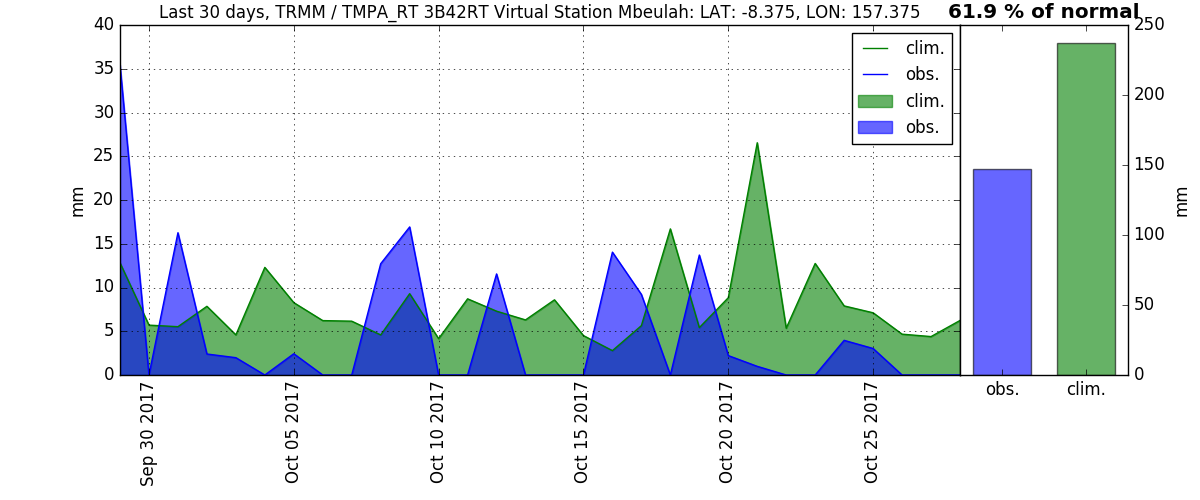 Last 30 days, TRMM / TMPA_RT 3B42RT Virtual Station Mbeulah: LAT: -8.375, LON: 157.375
61.9 % of normal
40
35
30
25
20
15
10
5
0
mm
clim.
obs.
clim.
obs.
Sep 30 2017
Oct 05 2017
Oct 10 2017
Oct 15 2017
Oct 20 2017
Oct 25 2017
250
200
150
100
50
0
mm
obs.
clim.